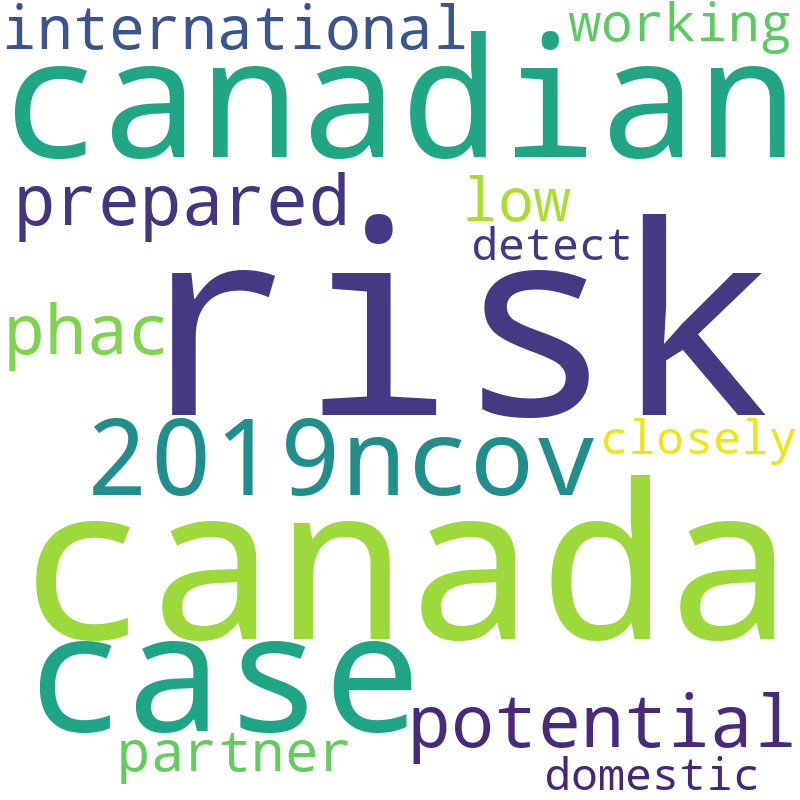 international working
canadian
prepared low
detect
risk
phac
2019ncov closely
canada
case
potential
partner
domestic